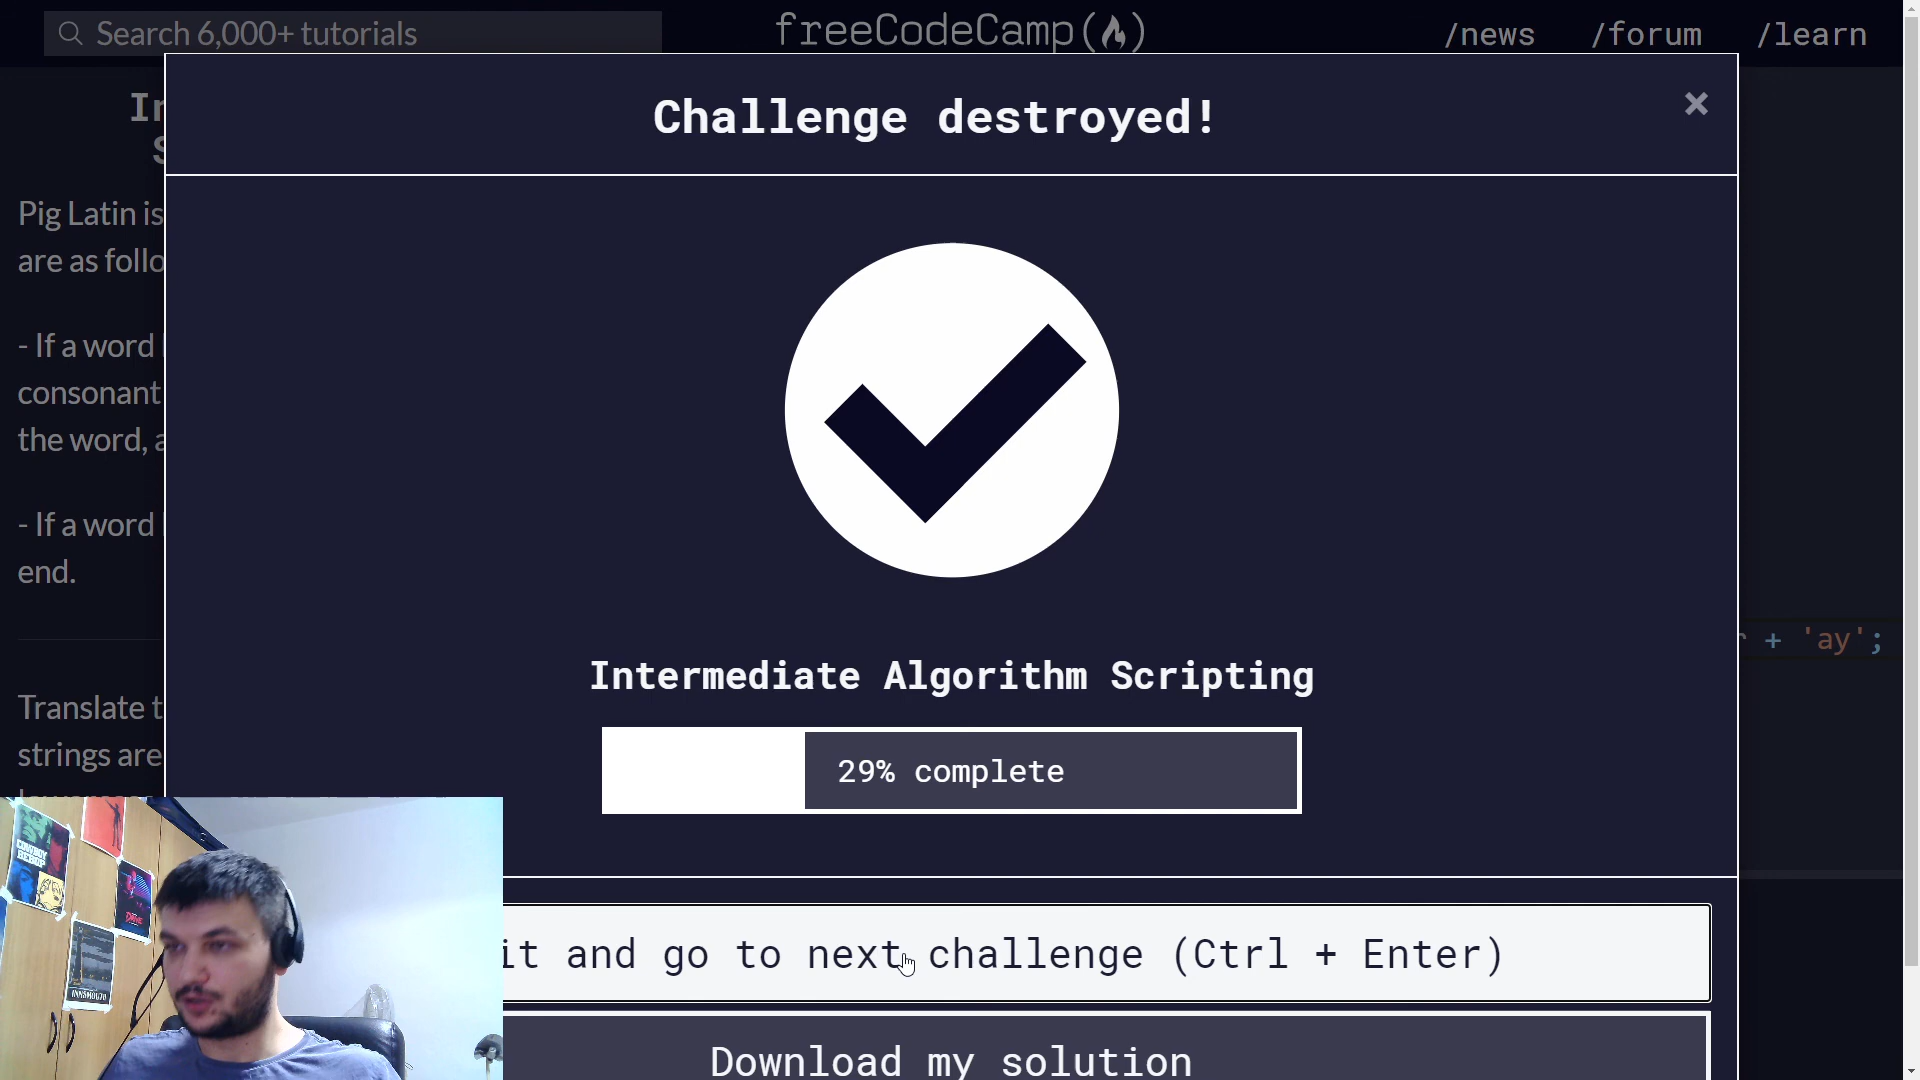 Search 6,000+ tutorials
freeCodeCamp
/news
/forum
/learn
Challenge destroyed!
×
Pig Latin is
are as follo
- If a word
consonant
the word, a
- If a word
end.
Translate t
strings are
r + 'ay';
Intermediate Algorithm Scripting
29% complete
it and go to next challenge (Ctrl + Enter)
Download my solution
COWBOY
BEBOP